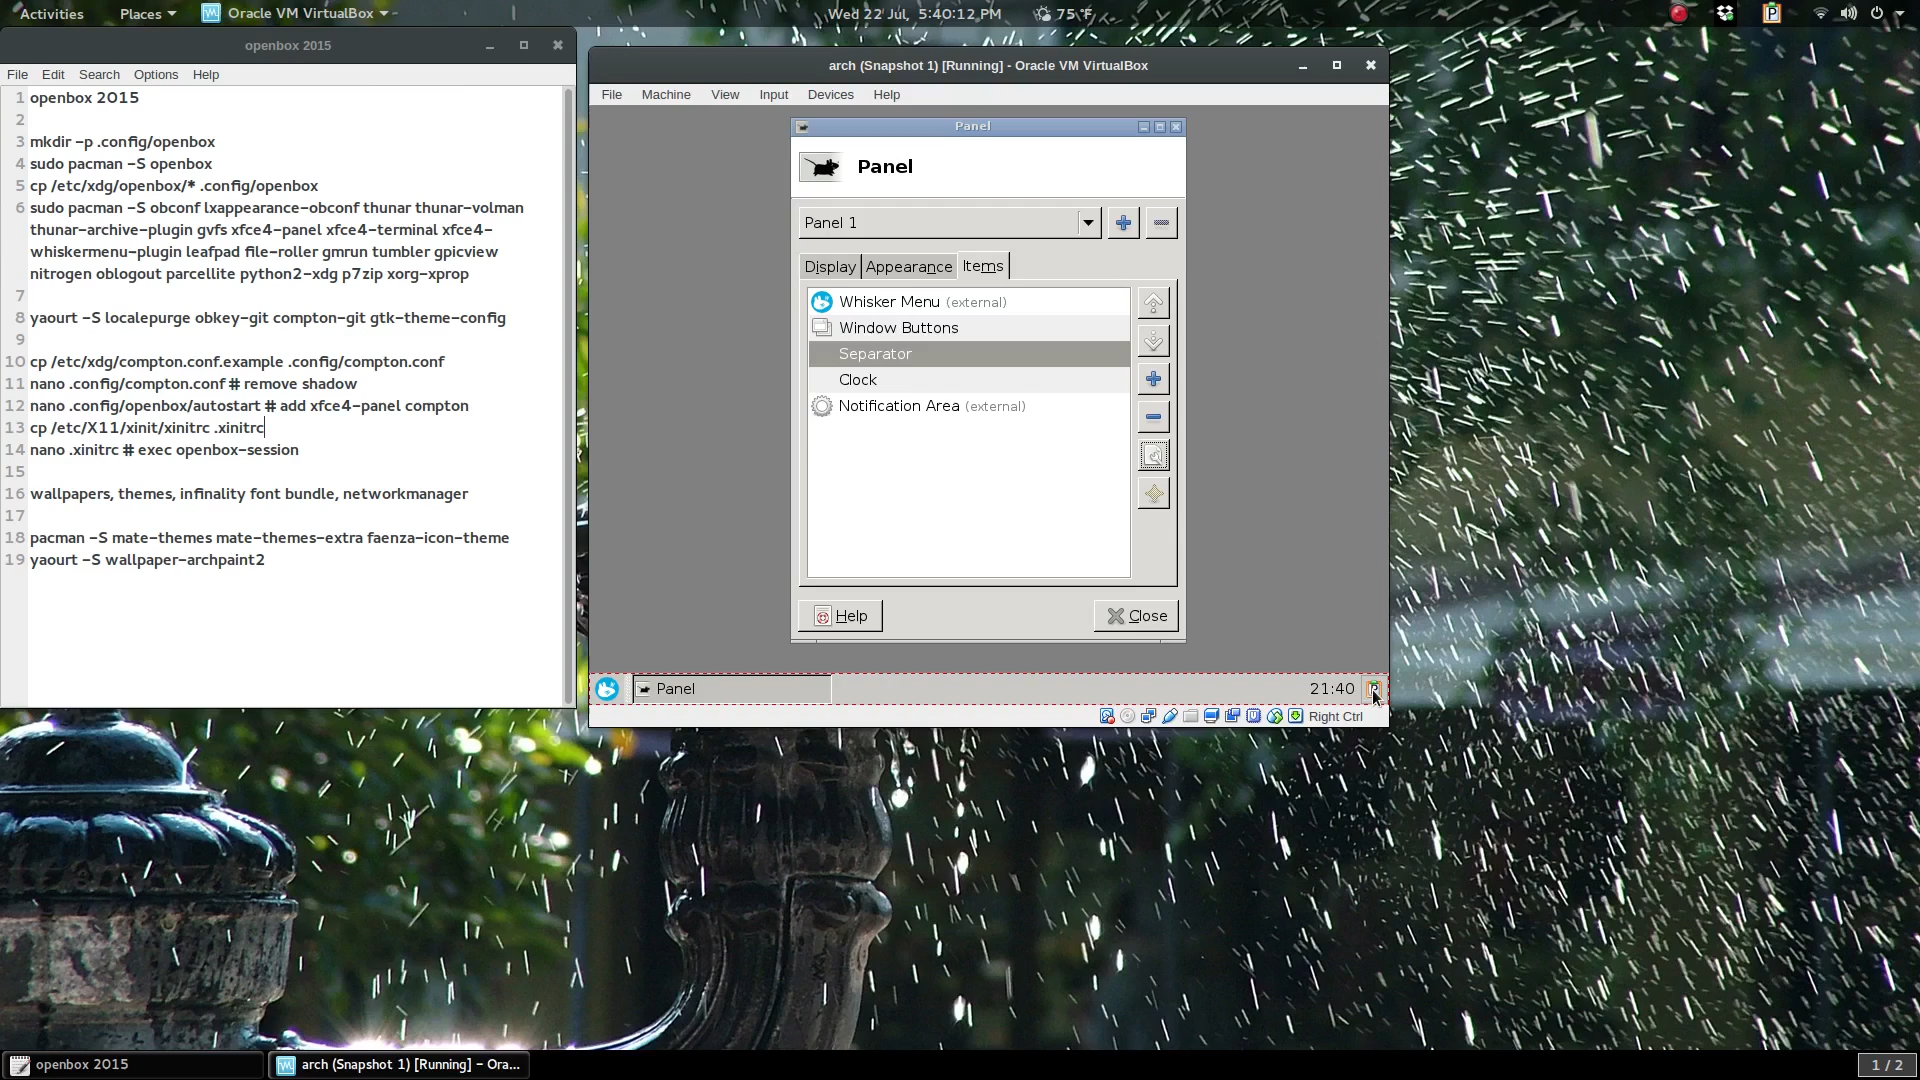 Activities Places Oracle VM VirtualBox Wed 22 Jul, 5:40:12 PM 75 °F
openbox 2015
File Edit Search Options Help
1 openbox 2015
2
3 mkdir -p .config/openbox
4 sudo pacman -S openbox
5 cp /etc/xdg/openbox/* .config/openbox
6 sudo pacman -S obconf lxappearance-obconf thunar thunar-volman
thunar-archive-plugin gvfs xfce4-panel xfce4-terminal xfce4-
whiskermenu-plugin leafpad file-roller gmrun tumbler gpicview
nitrogen oblogout parcellite python2-xdg p7zip xorg-xprop
7
8 yaourt -S localepurge obkey-git compton-git gtk-theme-config
9
10 cp /etc/xdg/compton.conf.example .config/compton.conf
11 nano .config/compton.conf # remove shadow
12 nano .config/openbox/autostart # add xfce4-panel compton
13 cp /etc/X11/xinit/xinitrc .xinitrc
14 nano .xinitrc # exec openbox-session
15
16 wallpapers, themes, infinality font bundle, networkmanager
17
18 pacman -S mate-themes mate-themes-extra faenza-icon-theme
19 yaourt -S wallpaper-archpaint2
arch (Snapshot 1) [Running] - Oracle VM VirtualBox
File Machine View Input Devices Help
Panel
Panel
Panel 1
Display Appearance Items
Whisker Menu (external)
Window Buttons
Separator
Clock
Notification Area (external)
Help Close
Panel 21:40
Right Ctrl
openbox 2015 arch (Snapshot 1) [Running] - Ora... 1 / 2